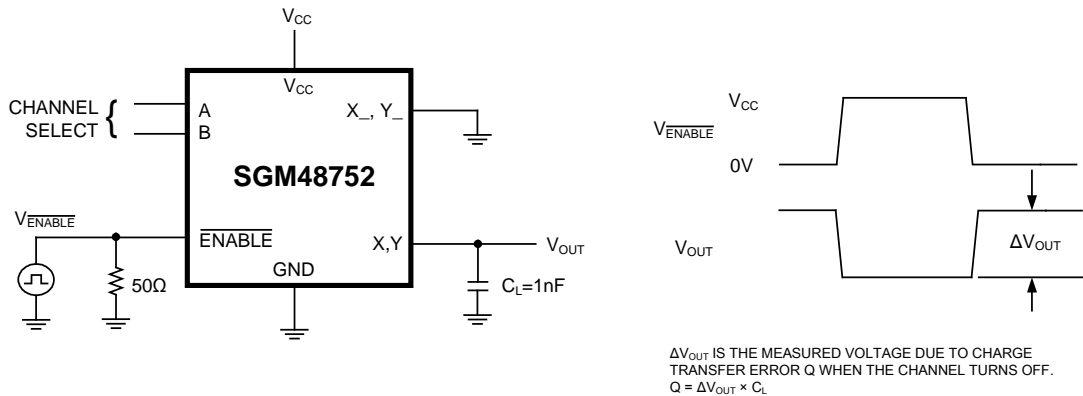 VCC
VCC
CHANNEL
SELECT
{
A
B
X_, Y_
SGM48752
VENABLE
ENABLE
X,Y
VOUT
GND
50Ω
CL=1nF
VCC
VENABLE
0V
VOUT
ΔVOUT
ΔVOUT IS THE MEASURED VOLTAGE DUE TO CHARGE
TRANSFER ERROR Q WHEN THE CHANNEL TURNS OFF.
Q = ΔVOUT × CL